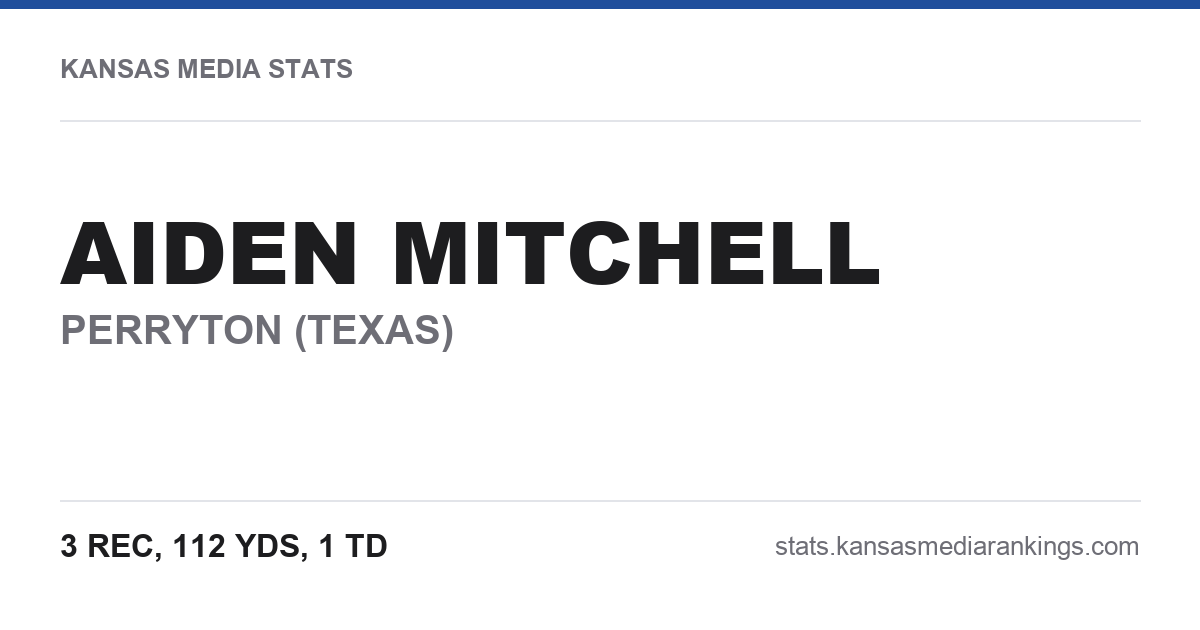 KANSAS MEDIA STATS
AIDEN MITCHELL
PERRYTON (TEXAS)
3 REC, 112 YDS, 1 TD
stats.kansasmediarankings.com